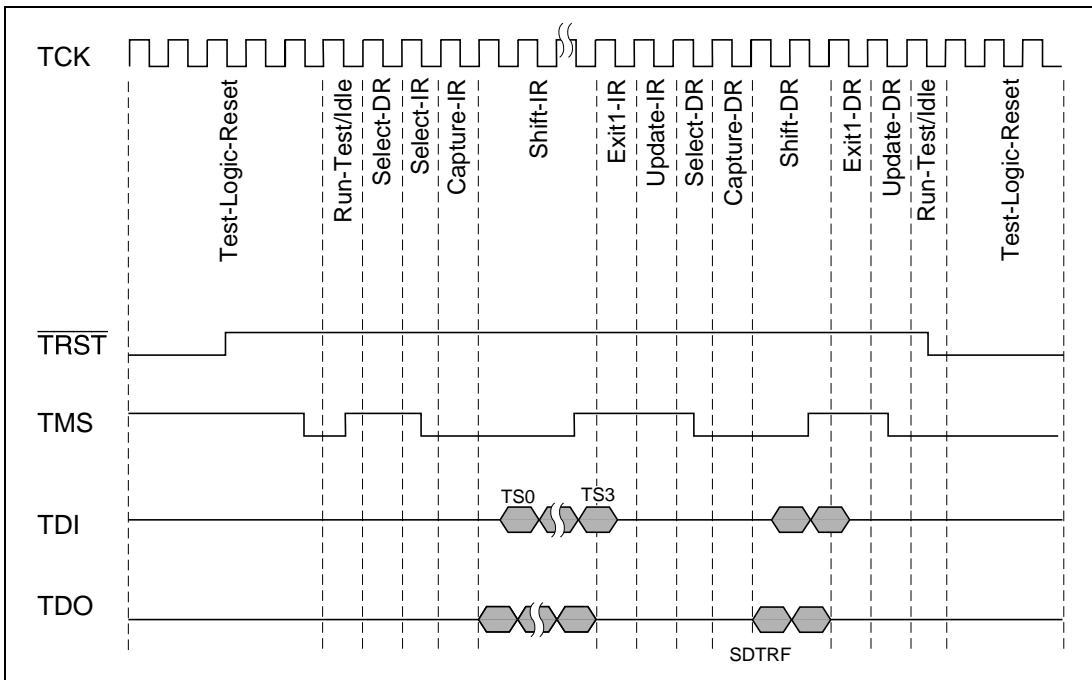 TCK
Test-Logic-Reset
Run-Test/Idle
Select-DR
Select-IR
Capture-IR
Shift-IR
Exit1-IR
Update-IR
Select-DR
Capture-DR
Shift-DR
Exit1-DR
Update-DR
Run-Test/Idle
Test-Logic-Reset
TRST
TMS
TS0 TS3
TDI
TDO
SDTRF